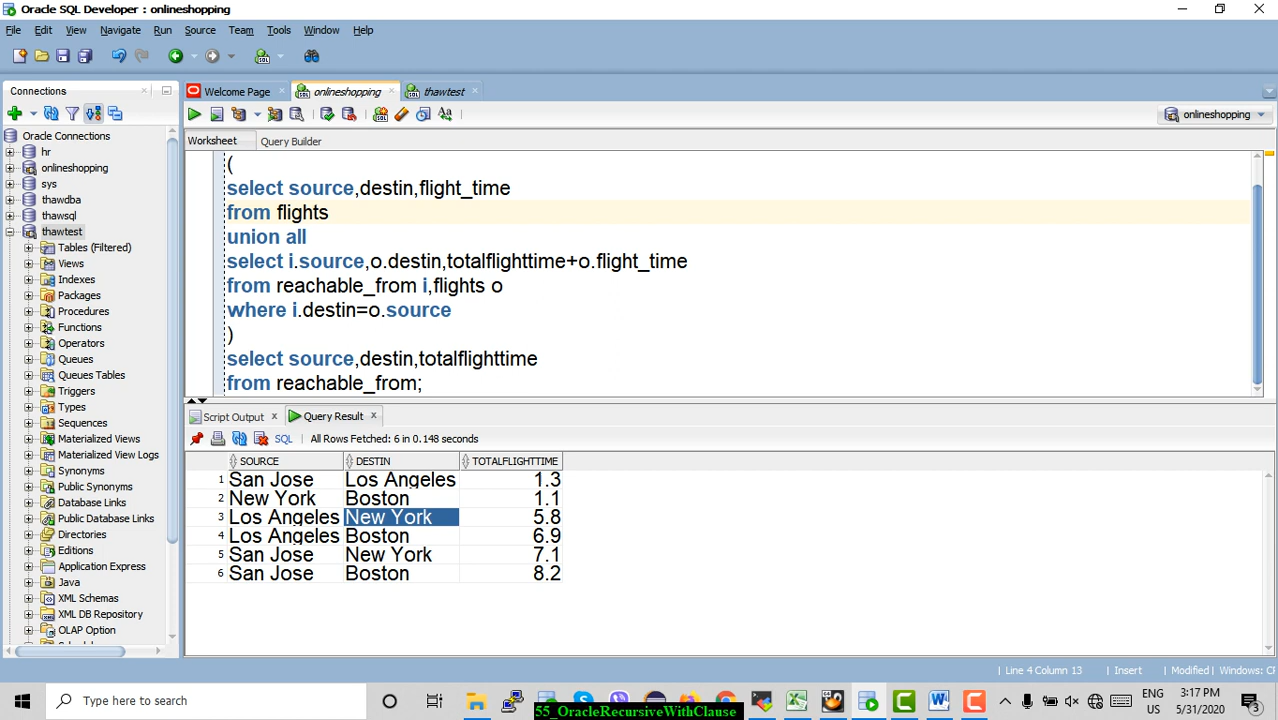 Oracle SQL Developer : onlineshopping
File Edit View Navigate Run Source Team Tools Window Help
Connections
Welcome Page onlineshopping thawtest
onlineshopping
Worksheet Query Builder
Oracle Connections
hr
onlineshopping
sys
thawdba
thawsql
thawtest
Tables (Filtered)
Views
Indexes
Packages
Procedures
Functions
Operators
Queues
Queues Tables
Triggers
Types
Sequences
Materialized Views
Materialized View Logs
Synonyms
Public Synonyms
Database Links
Public Database Links
Directories
Editions
Application Express
Java
XML Schemas
XML DB Repository
OLAP Option
(
select source,destin,flight_time
from flights
union all
select i.source,o.destin,totalflighttime+o.flight_time
from reachable_from i,flights o
where i.destin=o.source
)
select source,destin,totalflighttime
from reachable_from;
Script Output Query Result
SQL All Rows Fetched: 6 in 0.148 seconds
SOURCE DESTIN TOTALFLIGHTTIME
1 San Jose Los Angeles 1.3
2 New York Boston 1.1
3 Los Angeles New York 5.8
4 Los Angeles Boston 6.9
5 San Jose New York 7.1
6 San Jose Boston 8.2
Line 4 Column 13 Insert Modified Windows: CF
Type here to search
55_OracleRecursiveWithClause
ENG
US
3:17 PM
5/31/2020
3